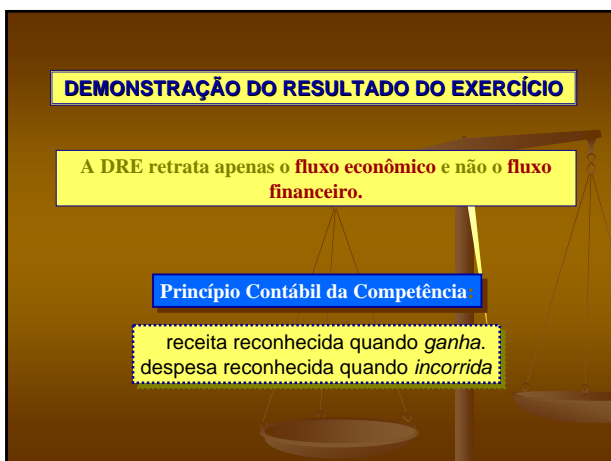 DEMONSTRAÇÃO DO RESULTADO DO EXERCÍCIO
A DRE retrata apenas o fluxo econômico e não o fluxo
financeiro.
Princípio Contábil da Competência:
receita reconhecida quando ganha.
despesa reconhecida quando incorrida